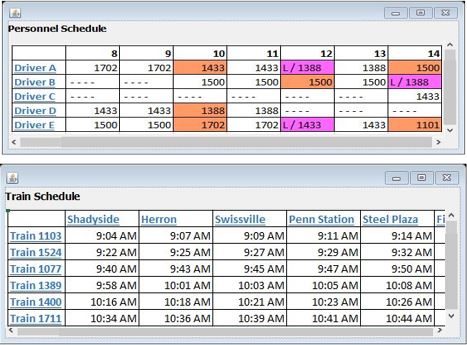 Personnel Schedule
8 9 10 11 12 13 14
Driver A 1702 1702 1433 1433 L / 1388 1388 1500
Driver B - - - - - - - - 1500 1500 1500 1500 L / 1388
Driver C - - - - - - - - - - - - - - - - - - - - - - - - 1433
Driver D 1433 1433 1388 1388 - - - - - - - - - - - -
Driver E 1500 1500 1702 1702 L / 1433 1433 1101
Train Schedule
Shadyside Herron Swissville Penn Station Steel Plaza Fi
Train 1103 9:04 AM 9:07 AM 9:09 AM 9:11 AM 9:14 AM
Train 1524 9:22 AM 9:25 AM 9:27 AM 9:29 AM 9:32 AM
Train 1077 9:40 AM 9:43 AM 9:45 AM 9:47 AM 9:50 AM
Train 1389 9:58 AM 10:01 AM 10:03 AM 10:05 AM 10:08 AM
Train 1400 10:16 AM 10:18 AM 10:21 AM 10:23 AM 10:26 AM
Train 1711 10:34 AM 10:36 AM 10:39 AM 10:41 AM 10:44 AM